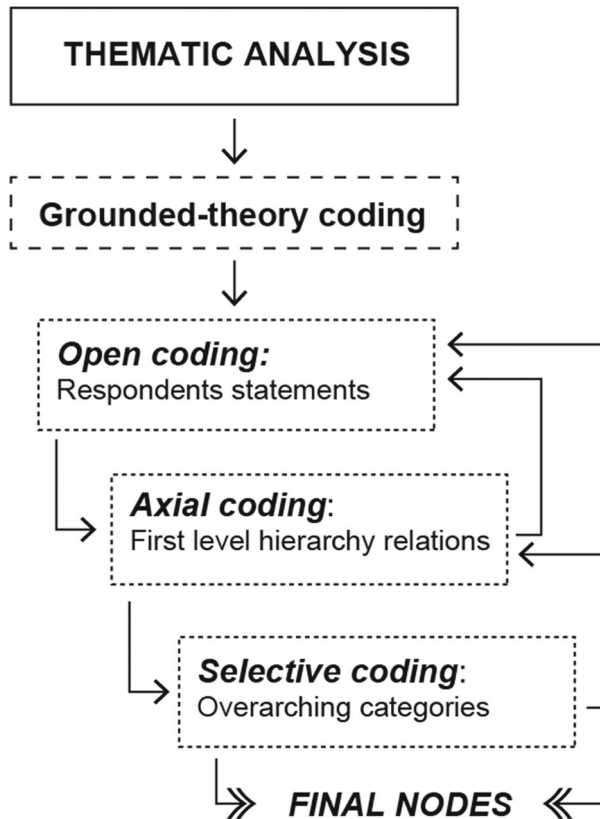 THEMATIC ANALYSIS
Grounded-theory coding
Open coding:
Respondents statements
Axial coding:
First level hierarchy relations
Selective coding:
Overarching categories
FINAL NODES